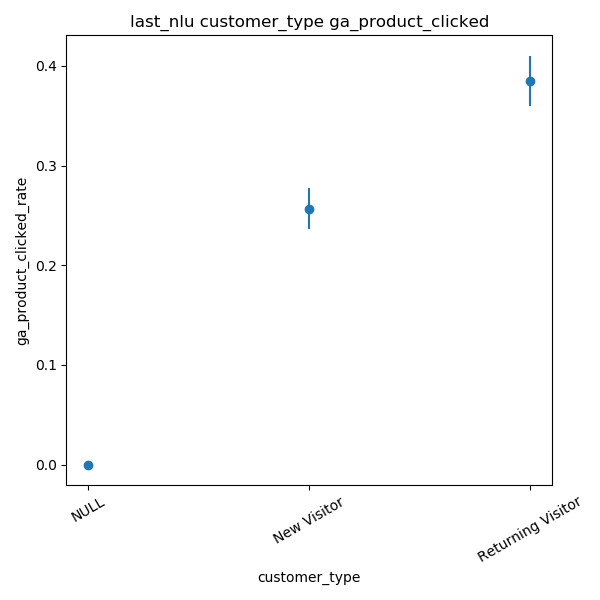 last_nlu customer_type ga_product_clicked
ga_product_clicked_rate
0.4
0.3
0.2
0.1
0.0
NULL
New Visitor
Returning Visitor
customer_type